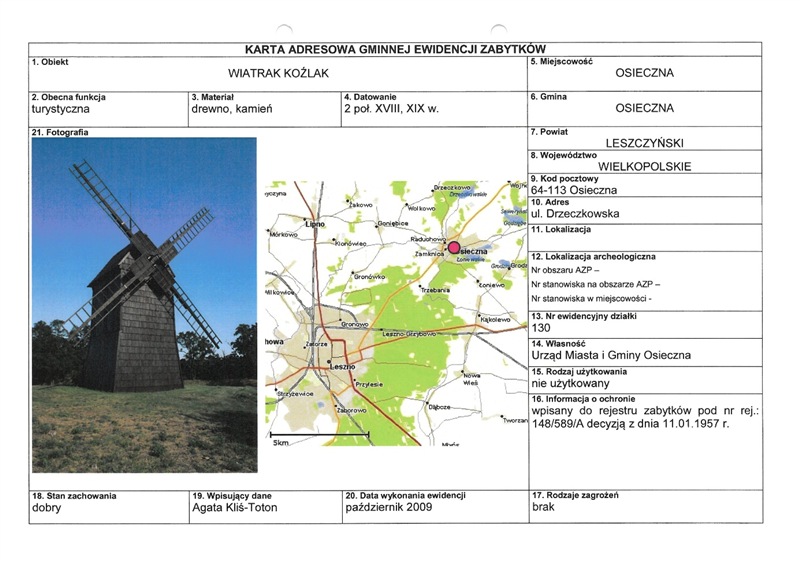 KARTA ADRESOWA GMINNEJ EWIDENCJI ZABYTKÓW
1. Obiekt
WIATRAK KOŹLAK
5. Miejscowość
OSIECZNA
2. Obecna funkcja
turystyczna
3. Materiał
drewno, kamień
4. Datowanie
2 poł. XVIII, XIX w.
6. Gmina
OSIECZNA
21. Fotografia
7. Powiat
LESZCZYŃSKI
8. Województwo
WIELKOPOLSKIE
9. Kod pocztowy
64-113 Osieczna
10. Adres
ul. Drzeczkowska
11. Lokalizacja
12. Lokalizacja archeologiczna
Nr obszaru AZP –
Nr stanowiska na obszarze AZP –
Nr stanowiska w miejscowości -
13. Nr ewidencyjny działki
130
14. Własność
Urząd Miasta i Gminy Osieczna
15. Rodzaj użytkowania
nie użytkowany
16. Informacja o ochronie
wpisany do rejestru zabytków pod nr rej.:
148/589/A decyzją z dnia 11.01.1957 r.
Drzeczkowo
Żakowo
Wolkowo
Lipno
Goniębice
Mórkowo
Klonówiec
Raduchowo
Osieczna
Zamknica
Łoniewskie
Gronówko
Trzebania
Łoniewo
Wilkowice
Kąkolewo
Gronowo
Leszno-Grzybowo
Zatorze
Leszno
Przylesie
Nowa
Wieś
Strzyżewice
Zaborowo
Dąbcze
Tworzan
5km
18. Stan zachowania
dobry
19. Wpisujący dane
Agata Kliś-Toton
20. Data wykonania ewidencji
październik 2009
17. Rodzaje zagrożeń
brak